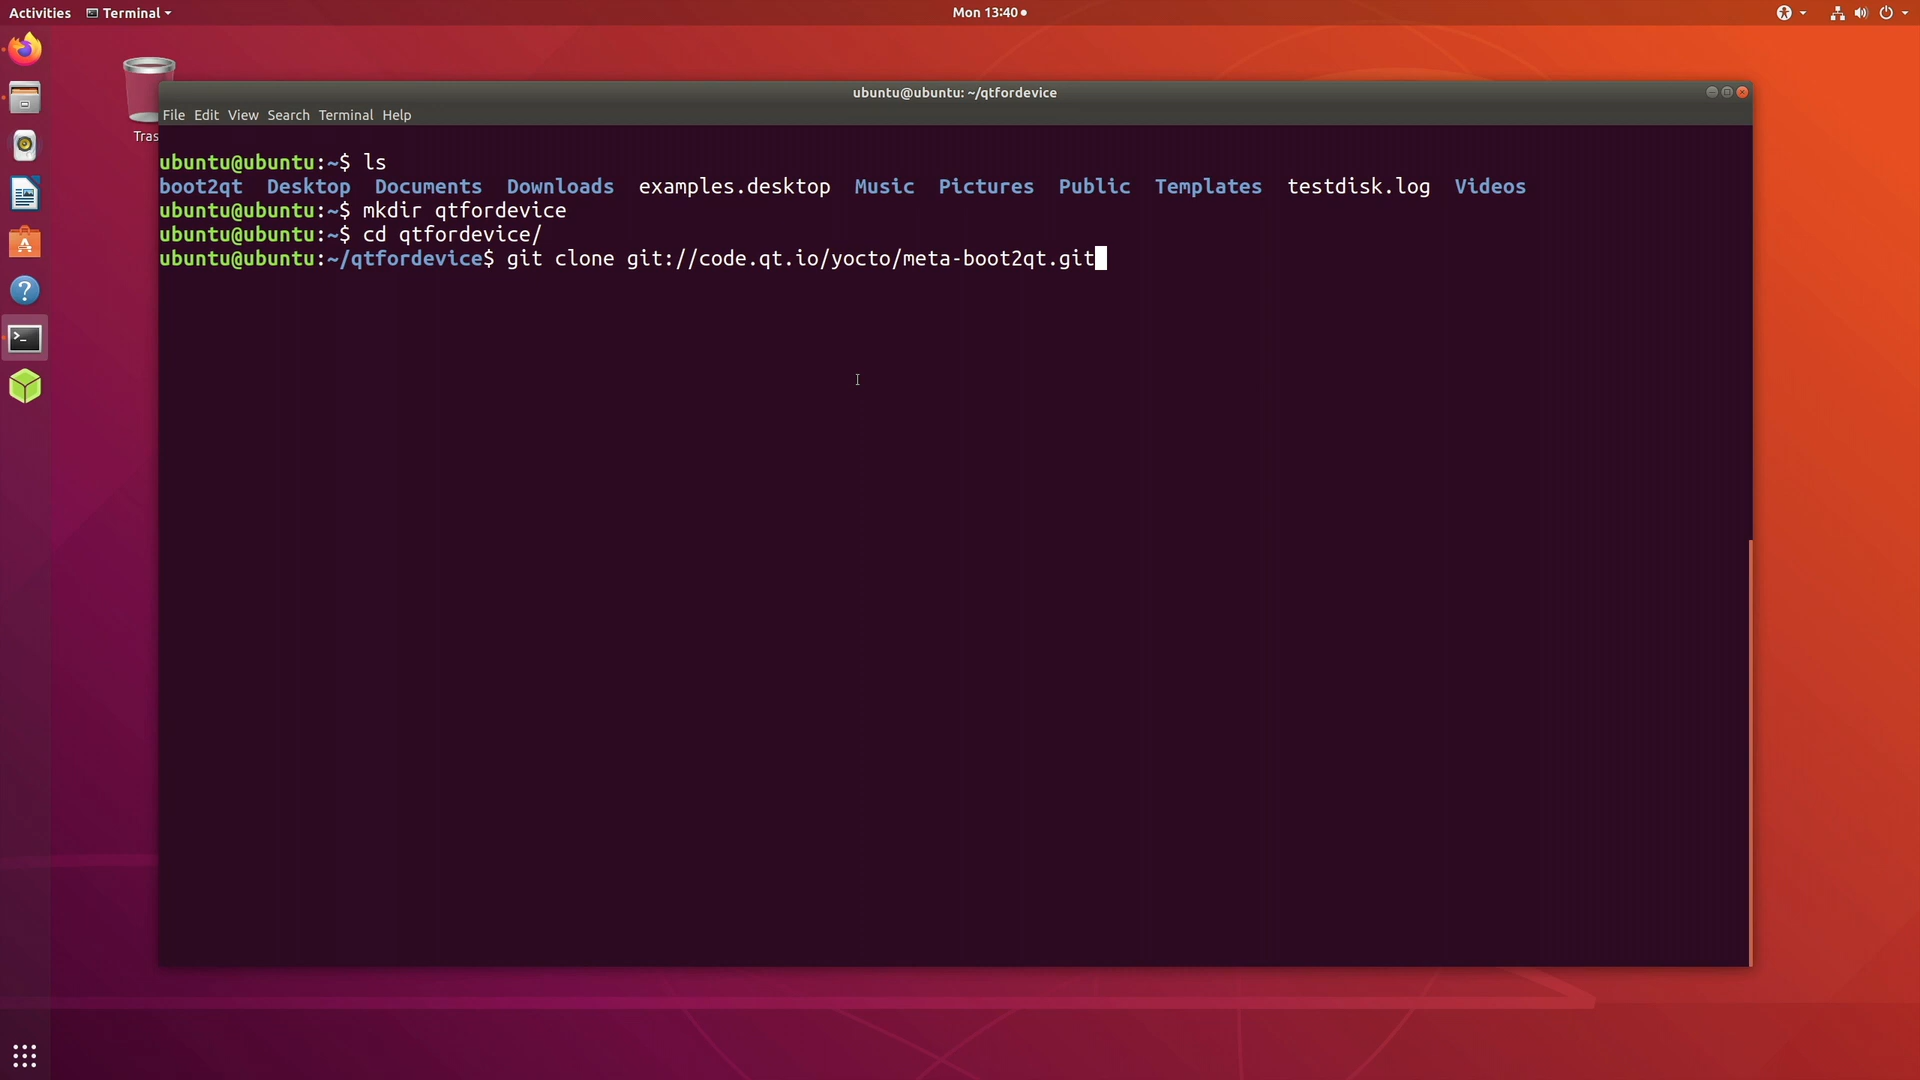 Activities Terminal Mon 13:40
Tras
ubuntu@ubuntu: ~/qtfordevice
File Edit View Search Terminal Help
ubuntu@ubuntu:~$ ls
boot2qt Desktop Documents Downloads examples.desktop Music Pictures Public Templates testdisk.log Videos
ubuntu@ubuntu:~$ mkdir qtfordevice
ubuntu@ubuntu:~$ cd qtfordevice/
ubuntu@ubuntu:~/qtfordevice$ git clone git://code.qt.io/yocto/meta-boot2qt.git